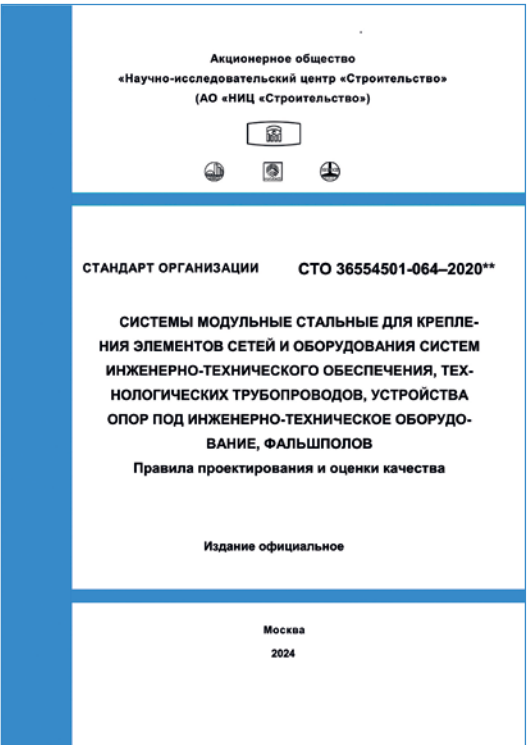 Акционерное общество
«Научно-исследовательский центр «Строительство»
(АО «НИЦ «Строительство»)
СТАНДАРТ ОРГАНИЗАЦИИ СТО 36554501-064–2020**
СИСТЕМЫ МОДУЛЬНЫЕ СТАЛЬНЫЕ ДЛЯ КРЕПЛЕ-
НИЯ ЭЛЕМЕНТОВ СЕТЕЙ И ОБОРУДОВАНИЯ СИСТЕМ
ИНЖЕНЕРНО-ТЕХНИЧЕСКОГО ОБЕСПЕЧЕНИЯ, ТЕХ-
НОЛОГИЧЕСКИХ ТРУБОПРОВОДОВ, УСТРОЙСТВА
ОПОР ПОД ИНЖЕНЕРНО-ТЕХНИЧЕСКОЕ ОБОРУДО-
ВАНИЕ, ФАЛЬШПОЛОВ
Правила проектирования и оценки качества
Издание официальное
Москва
2024